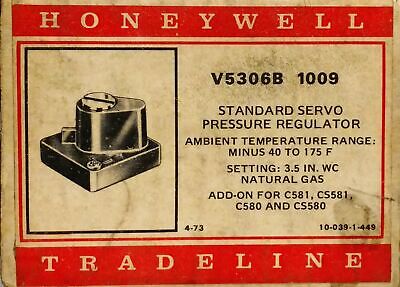 HONEYWELL
V5306B 1009
STANDARD SERVO
PRESSURE REGULATOR
AMBIENT TEMPERATURE RANGE:
MINUS 40 TO 175 F
SETTING: 3.5 IN. WC
NATURAL GAS
ADD-ON FOR C581, CS581,
C580 AND CS580
4-73 10-039-1-449
TRADELINE